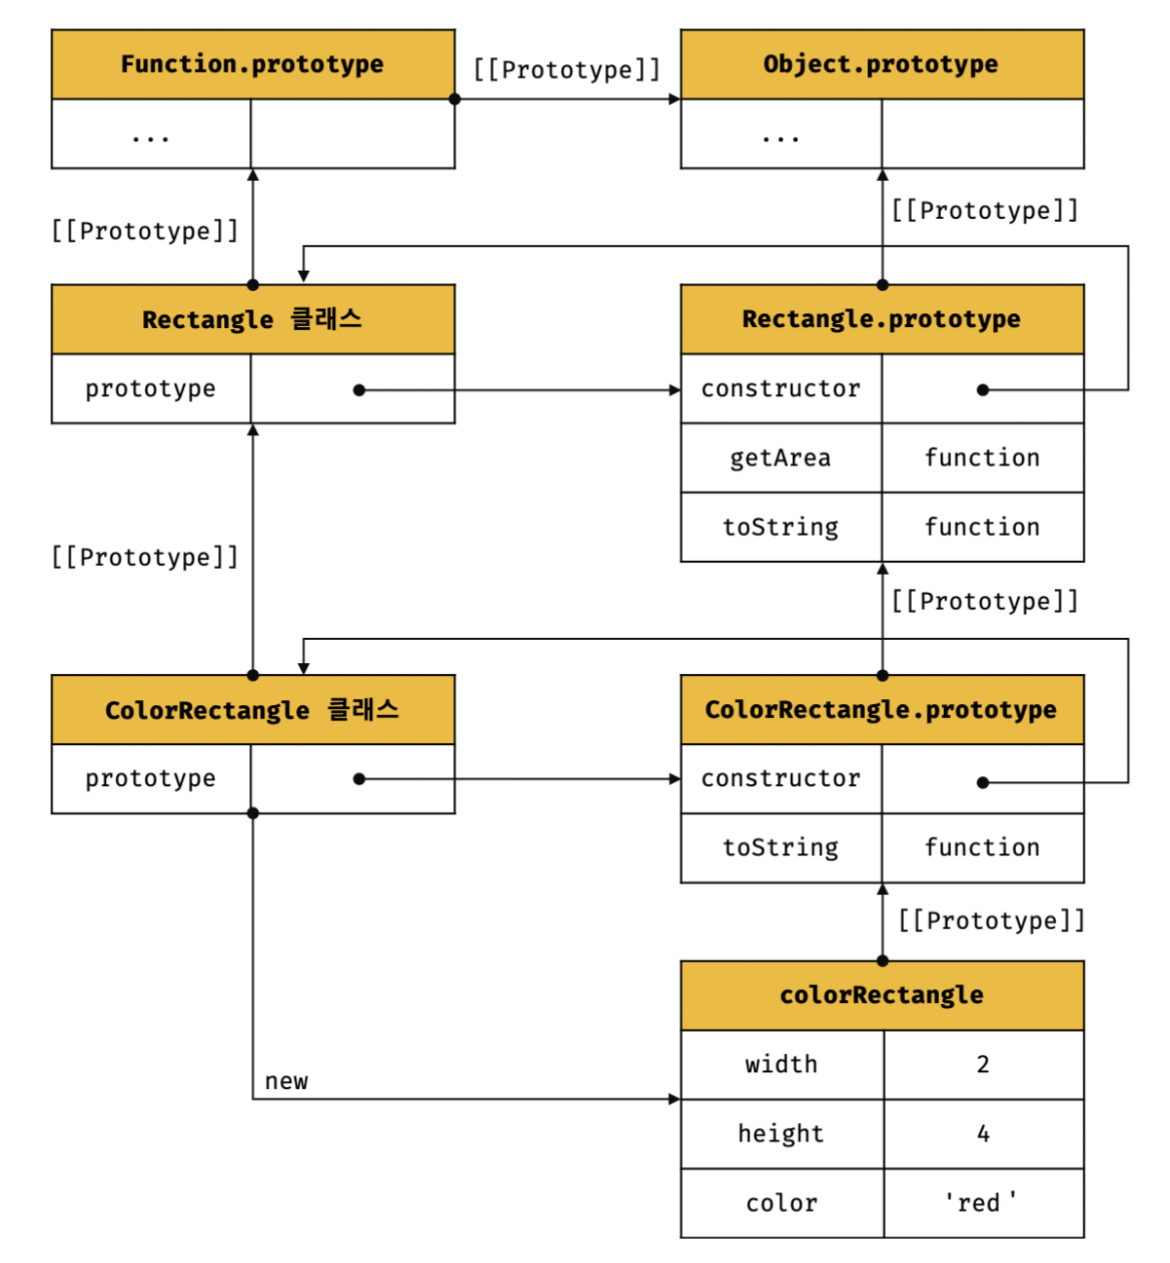 Function.prototype
[[Prototype]]
Object.prototype
...
...
[[Prototype]]
[[Prototype]]
Rectangle 클래스
Rectangle.prototype
prototype
constructor
getArea
function
toString
function
[[Prototype]]
[[Prototype]]
ColorRectangle 클래스
ColorRectangle.prototype
prototype
constructor
toString
function
[[Prototype]]
colorRectangle
width
2
new
height
4
color
'red'